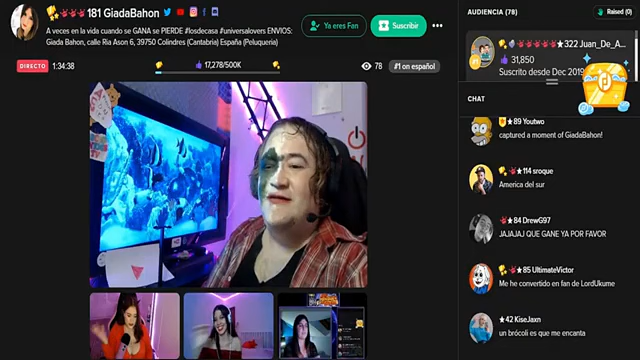 181 GiadaBahon
A veces en la vida cuando se GANA se PIERDE #losdecasa #universalovers ENVIOS:
Giada Bahon, calle Ria Ason 6, 39750 Colindres (Cantabria) España (Peluqueria)
Ya eres Fan
Suscribir
DIRECTO
1:34:38
17,278/500K
78
#1 on español
AUDIENCIA (78)
Raised (0)
322 Juan_De_A...
31,850
Suscrito desde Dec 2019
CHAT
89 Youtwo
captured a moment of GiadaBahon!
114 sroque
America del sur
84 DrewG97
JAJAJAJ QUE GANE YA POR FAVOR
85 UltimateVictor
Me he convertido en fan de LordUkume
42 KiseJaxn
un brócoli es que me encanta